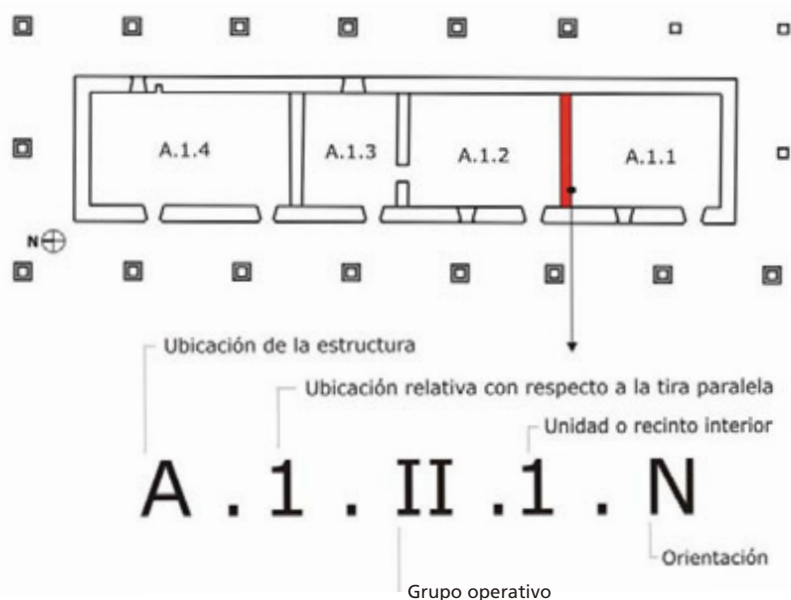 A.1.4
A.1.3
A.1.2
A.1.1
N
Ubicación de la estructura
Ubicación relativa con respecto a la tira paralela
Unidad o recinto interior
A . 1 . II .1 . N
Orientación
Grupo operativo